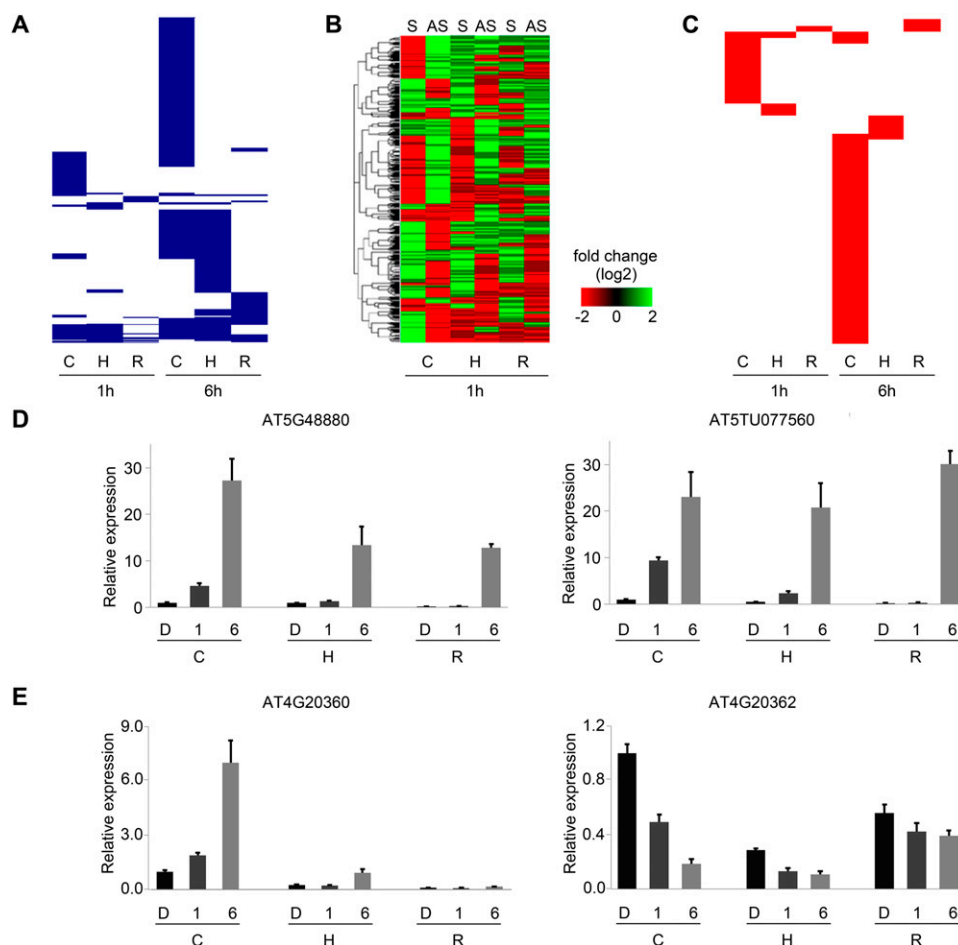 A
C H R C H R
1h 6h
B
S AS S AS S AS
C H R
1h
fold change
(log2)
-2 0 2
C
C H R C H R
1h 6h
D
AT5G48880
Relative expression
30
20
10
0
D 1 6 D 1 6 D 1 6
C H R
AT5TU077560
Relative expression
30
20
10
0
D 1 6 D 1 6 D 1 6
C H R
E
AT4G20360
Relative expression
9.0
6.0
3.0
0.0
D 1 6 D 1 6 D 1 6
C H R
AT4G20362
Relative expression
1.2
0.8
0.4
0.0
D 1 6 D 1 6 D 1 6
C H R